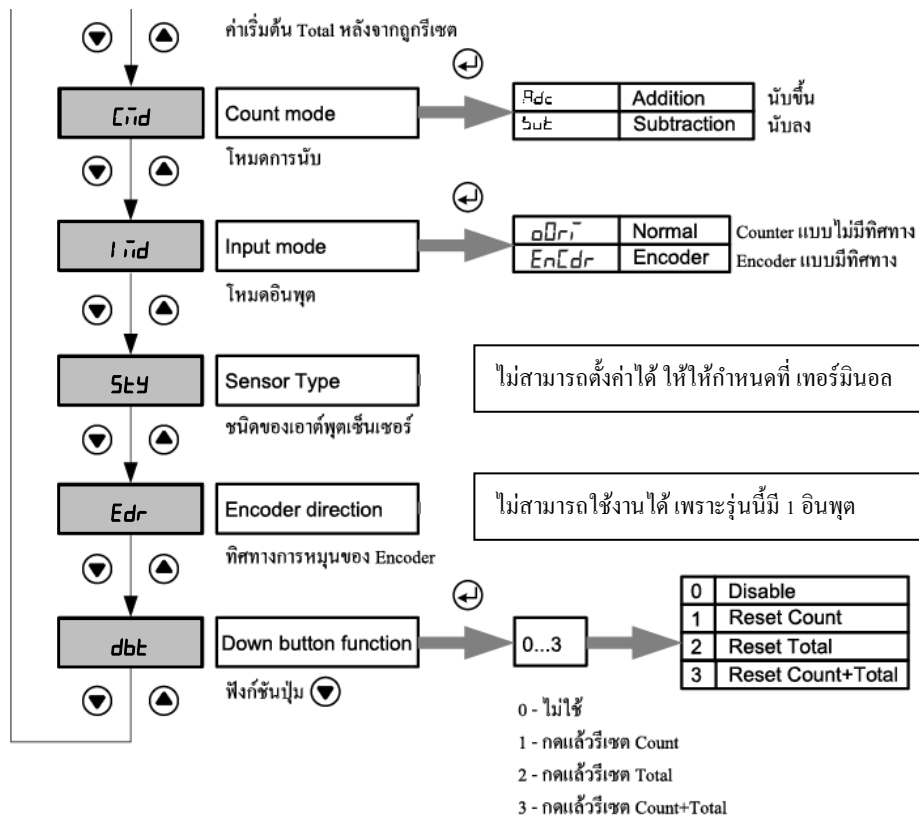 ค่าเริ่มต้น Total หลังจากถูกรีเซต
Count mode
Addition นับขึ้น
Subtraction นับลง
โหมดการนับ
Input mode
Normal Counter แบบไม่มีทิศทาง
EnCdr Encoder Encoder แบบมีทิศทาง
โหมดอินพุต
StY Sensor Type
ไม่สามารถตั้งค่าได้ ให้ให้กำหนดที่ เทอร์มินอล
ชนิดของเอาต์พุตเซ็นเซอร์
Edr Encoder direction
ไม่สามารถใช้งานได้ เพราะรุ่นนี้มี 1 อินพุต
ทิศทางการหมุนของ Encoder
dbt Down button function
0...3
0 Disable
1 Reset Count
2 Reset Total
3 Reset Count+Total
ฟังก์ชันปุ่ม
0 - ไม่ใช้
1 - กดแล้วรีเซต Count
2 - กดแล้วรีเซต Total
3 - กดแล้วรีเซต Count+Total